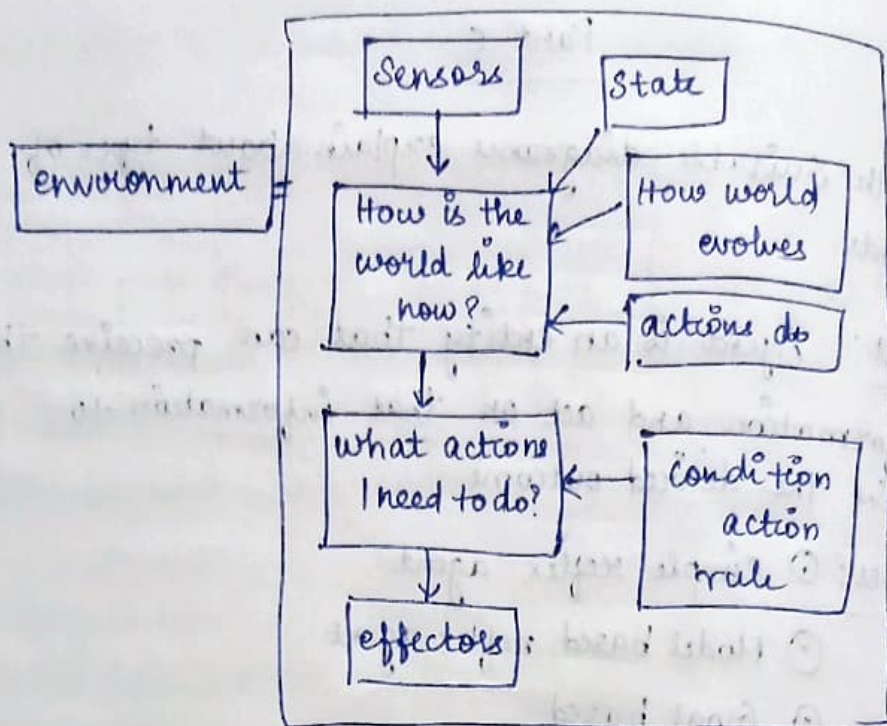 Sensors
State
environment
How is the
world like
now?
How world
evolves
actions do
what actions
I need to do?
condition
action
rule
effectors